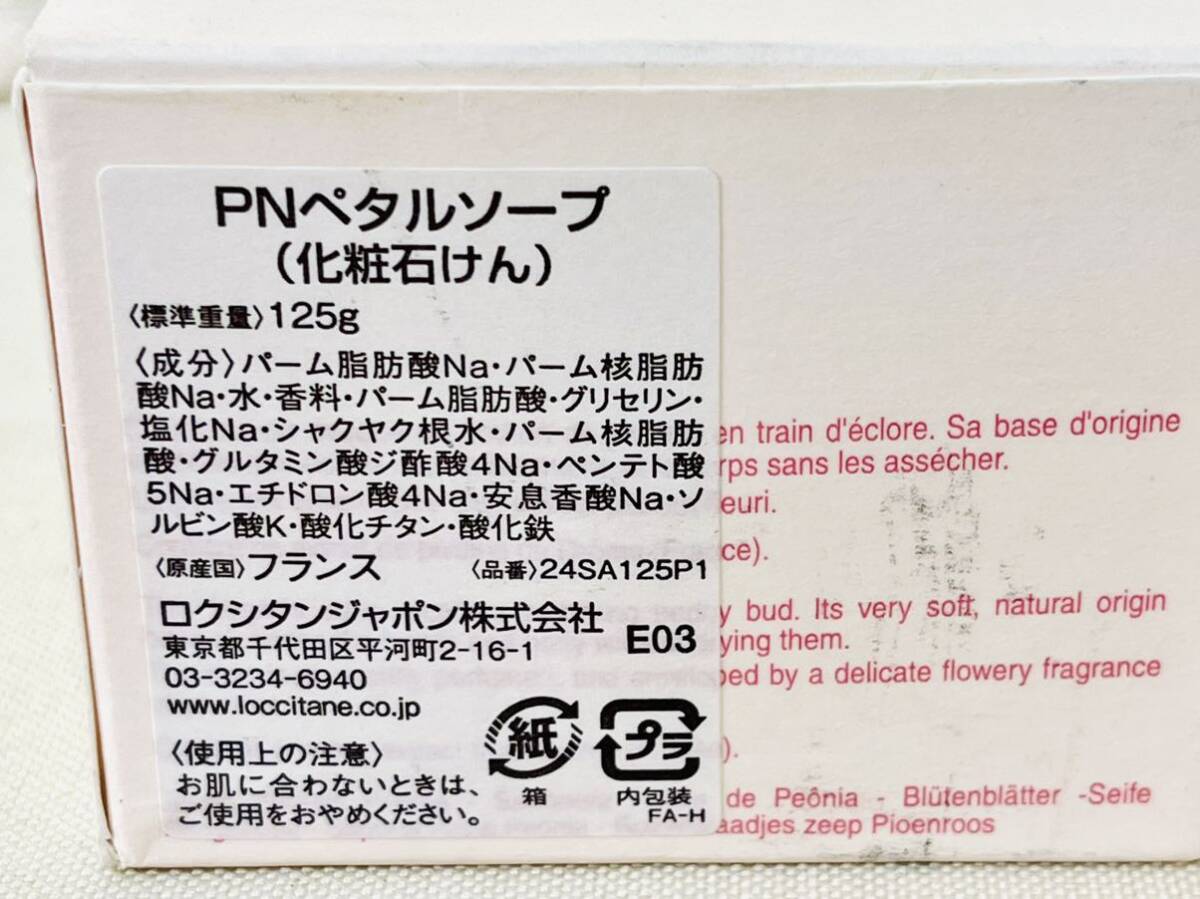 PNペタルソープ
(化粧石けん)
〈標準重量〉125g
〈成分〉パーム脂肪酸Na・パーム核脂肪
酸Na・水・香料・パーム脂肪酸・グリセリン・
塩化Na・シャクヤク根水・パーム核脂肪
酸・グルタミン酸ジ酢酸4Na・ペンテト酸
5Na・エチドロン酸4Na・安息香酸Na・ソ
ルビン酸K・酸化チタン・酸化鉄
〈原産国〉フランス 〈品番〉24SA125P1
ロクシタンジャポン株式会社 E03
東京都千代田区平河町2-16-1
03-3234-6940
www.loccitane.co.jp
〈使用上の注意〉
お肌に合わないときは、
ご使用をおやめください。
紙 プラ
箱 内包装
FA-H
en train d'éclore. Sa base d'origine
rps sans les assécher.
euri.
ce).
y bud. Its very soft, natural origin
ying them.
ed by a delicate flowery fragrance
).
de Peônia - Blütenblätter -Seife
aadjes zeep Pioenroos